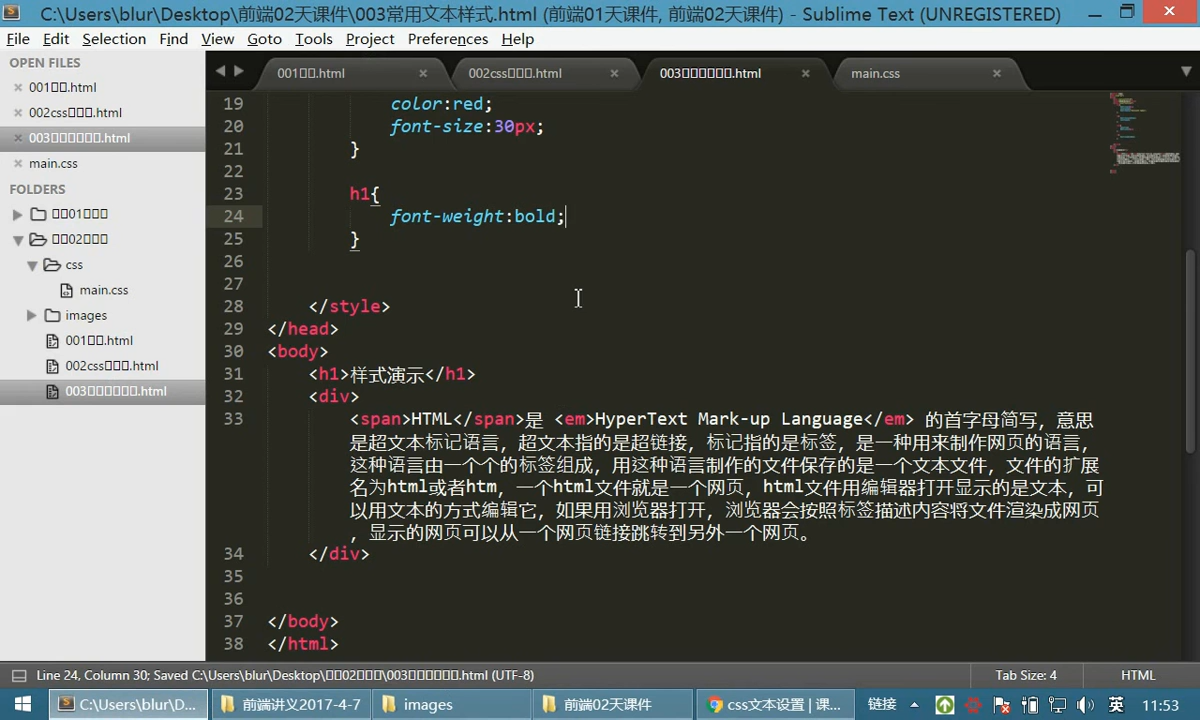 C:\Users\blur\Desktop\前端02天课件\003常用文本样式.html (前端01天课件, 前端02天课件) - Sublime Text (UNREGISTERED)
File Edit Selection Find View Goto Tools Project Preferences Help
OPEN FILES
001□□.html
002css□□□.html
003□□□□□□.html
main.css
FOLDERS
□□01□□□
□□02□□□
css
main.css
images
001□□.html
002css□□□.html
003□□□□□□.html
001□□.html
002css□□□.html
003□□□□□□.html
main.css
19 color:red;
20 font-size:30px;
21 }
22
23 h1{
24 font-weight:bold;
25 }
26
27
28 </style>
29 </head>
30 <body>
31 <h1>样式演示</h1>
32 <div>
33 <span>HTML</span>是 <em>HyperText Mark-up Language</em> 的首字母简写，意思
是超文本标记语言，超文本指的是超链接，标记指的是标签，是一种用来制作网页的语言，
这种语言由一个个的标签组成，用这种语言制作的文件保存的是一个文本文件，文件的扩展
名为html或者htm，一个html文件就是一个网页，html文件用编辑器打开显示的是文本，可
以用文本的方式编辑它，如果用浏览器打开，浏览器会按照标签描述内容将文件渲染成网页
，显示的网页可以从一个网页链接跳转到另外一个网页。
34 </div>
35
36
37 </body>
38 </html>
Line 24, Column 30; Saved C:\Users\blur\Desktop\□□02□□□\003□□□□□□.html (UTF-8)
Tab Size: 4
HTML
C:\Users\blur\D...
前端讲义2017-4-7
images
前端02天课件
css文本设置 | 课...
链接
英
11:53